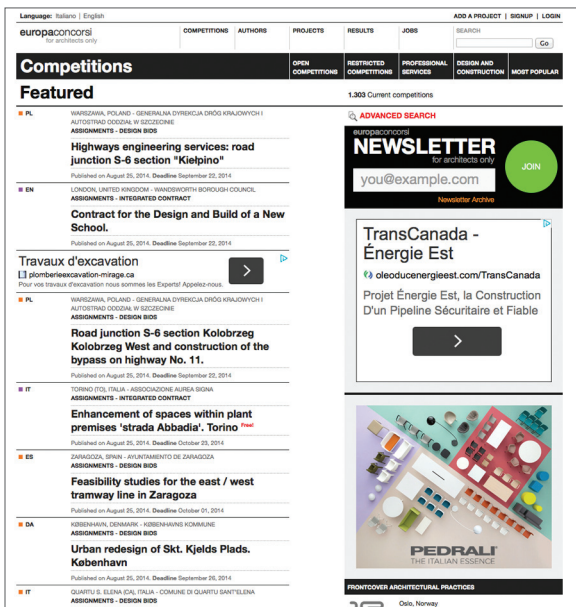 Language: Italiano | English
ADD A PROJECT | SIGNUP | LOGIN
europaconcorsi
for architects only
COMPETITIONS
AUTHORS
PROJECTS
RESULTS
JOBS
SEARCH
Go
Competitions
OPEN COMPETITIONS
RESTRICTED COMPETITIONS
PROFESSIONAL SERVICES
DESIGN AND CONSTRUCTION
MOST POPULAR
Featured
PL
WARSZAWA, POLAND - GENERALNA DYREKCJA DRÓG KRAJOWYCH I
AUTOSTRAD ODDZIAŁ W SZCZECINIE
ASSIGNMENTS - DESIGN BIDS
Highways engineering services: road
junction S-6 section "Kiełpino"
Published on August 25, 2014. Deadline September 22, 2014
EN
LONDON, UNITED KINGDOM - WANDSWORTH BOROUGH COUNCIL
ASSIGNMENTS - INTEGRATED CONTRACT
Contract for the Design and Build of a New
School.
Published on August 25, 2014. Deadline September 22, 2014
Travaux d'excavation
plomberieexcavation-mirage.ca
Pour vos travaux d'excavation nous sommes les Experts! Appelez-nous.
PL
WARSZAWA, POLAND - GENERALNA DYREKCJA DRÓG KRAJOWYCH I
AUTOSTRAD ODDZIAŁ W SZCZECINIE
ASSIGNMENTS - DESIGN BIDS
Road junction S-6 section Kolobrzeg
Kolobrzeg West and construction of the
bypass on highway No. 11.
Published on August 25, 2014. Deadline September 22, 2014
IT
TORINO (TO), ITALIA - ASSOCIAZIONE AUREA SIGNA
ASSIGNMENTS - INTEGRATED CONTRACT
Enhancement of spaces within plant
premises 'strada Abbadia'. Torino Free!
Published on August 25, 2014. Deadline October 23, 2014
ES
ZARAGOZA, SPAIN - AYUNTAMIENTO DE ZARAGOZA
ASSIGNMENTS - DESIGN BIDS
Feasibility studies for the east / west
tramway line in Zaragoza
Published on August 25, 2014. Deadline October 01, 2014
DA
KØBENHAVN, DENMARK - KØBENHAVNS KOMMUNE
ASSIGNMENTS - DESIGN BIDS
Urban redesign of Skt. Kjelds Plads.
København
Published on August 25, 2014. Deadline September 26, 2014
IT
QUARTU S. ELENA (CA), ITALIA - COMUNE DI QUARTU SANT'ELENA
ASSIGNMENTS - DESIGN BIDS
1.303 Current competitions
ADVANCED SEARCH
europaconcorsi
NEWSLETTER
for architects only
you@example.com
JOIN
Newsletter Archive
TransCanada -
Énergie Est
oleoducenergieest.com/TransCanada
Projet Énergie Est, la Construction
D'un Pipeline Sécuritaire et Fiable
PEDRALI
THE ITALIAN ESSENCE
FRONTCOVER ARCHITECTURAL PRACTICES
Oslo, Norway